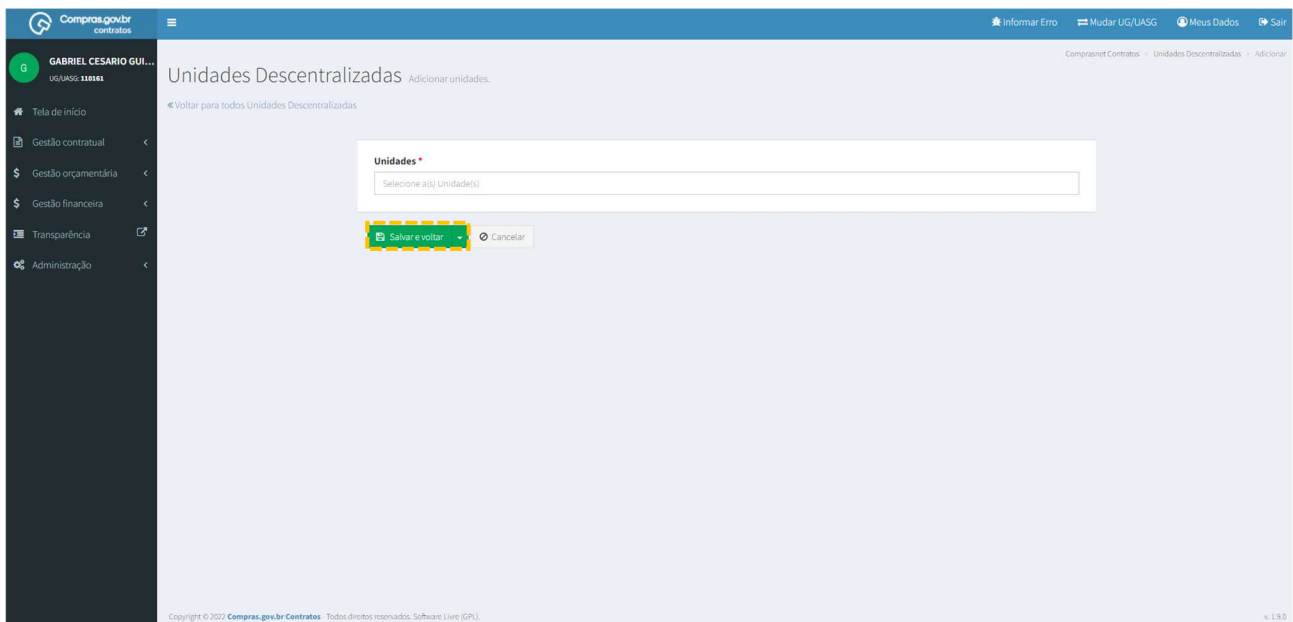 Compras.gov.br
contratos
Informar Erro
Mudar UG/UASG
Meus Dados
Sair
G
GABRIEL CESARIO GUI...
UG/UASG: 110161
Comprasnet Contratos > Unidades Descentralizadas > Adicionar
Unidades Descentralizadas Adicionar unidades.
« Voltar para todos Unidades Descentralizadas
Tela de início
Gestão contratual
Gestão orçamentária
Gestão financeira
Transparência
Administração
Unidades *
Selecione a(s) Unidade(s)
Salvar e voltar
Cancelar
Copyright © 2022 Compras.gov.br Contratos Todos direitos reservados. Software Livre (GPL).
v. 1.9.0